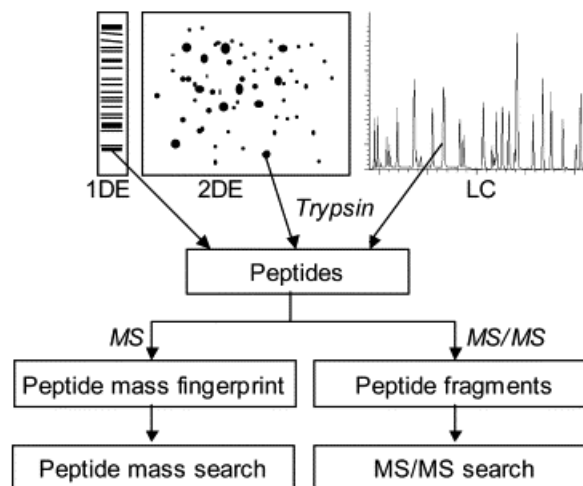 1DE
2DE
LC
Trypsin
Peptides
MS
MS/MS
Peptide mass fingerprint
Peptide fragments
Peptide mass search
MS/MS search